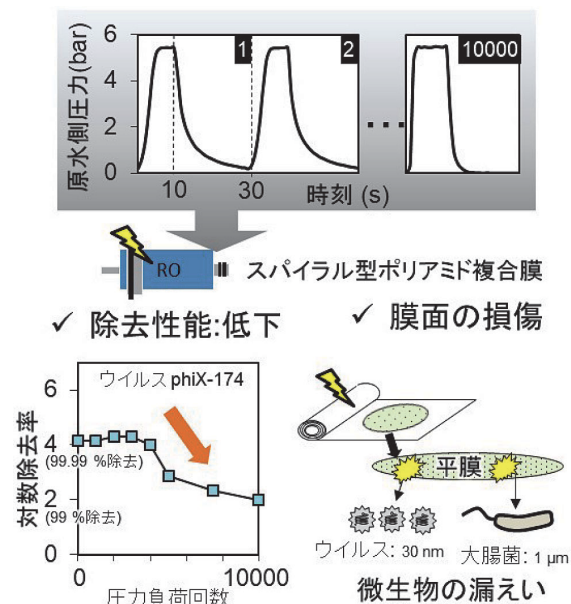 原水側圧力(bar)
6
4
2
0
1
2
10000
…
10
30
時刻 (s)
RO
スパイラル型ポリアミド複合膜
✓ 除去性能:低下
✓ 膜面の損傷
対数除去率
6
4
(99.99 %除去)
2
(99 %除去)
0
ウイルス phiX-174
0
10000
圧力負荷回数
平膜
ウイルス: 30 nm
大腸菌: 1 µm
微生物の漏えい